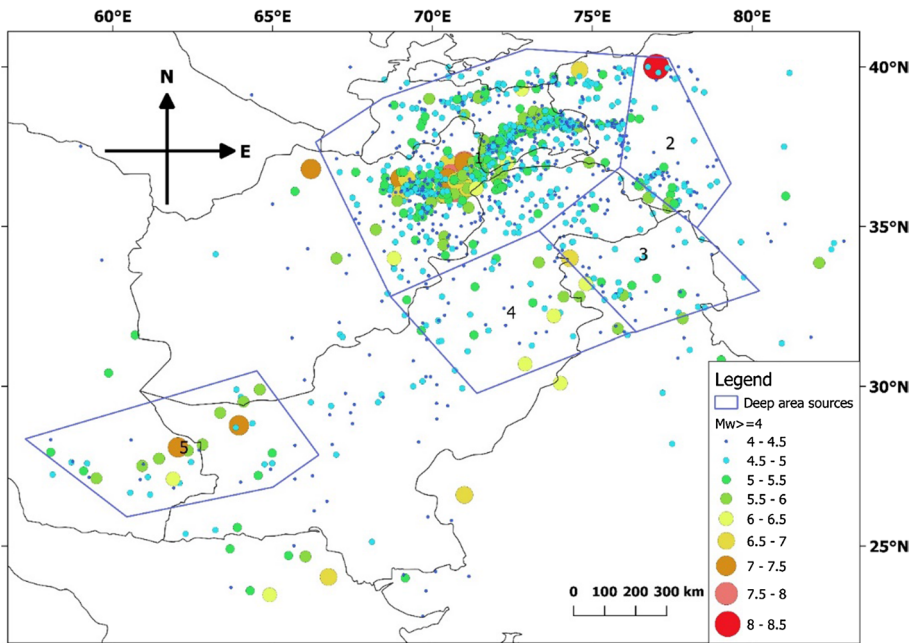 60°E 65°E 70°E 75°E 80°E
40°N
N
E
1
2
35°N
3
4
30°N
5
25°N
Legend
Deep area sources
Mw>=4
4 - 4.5
4.5 - 5
5 - 5.5
5.5 - 6
6 - 6.5
6.5 - 7
7 - 7.5
7.5 - 8
8 - 8.5
0 100 200 300 km